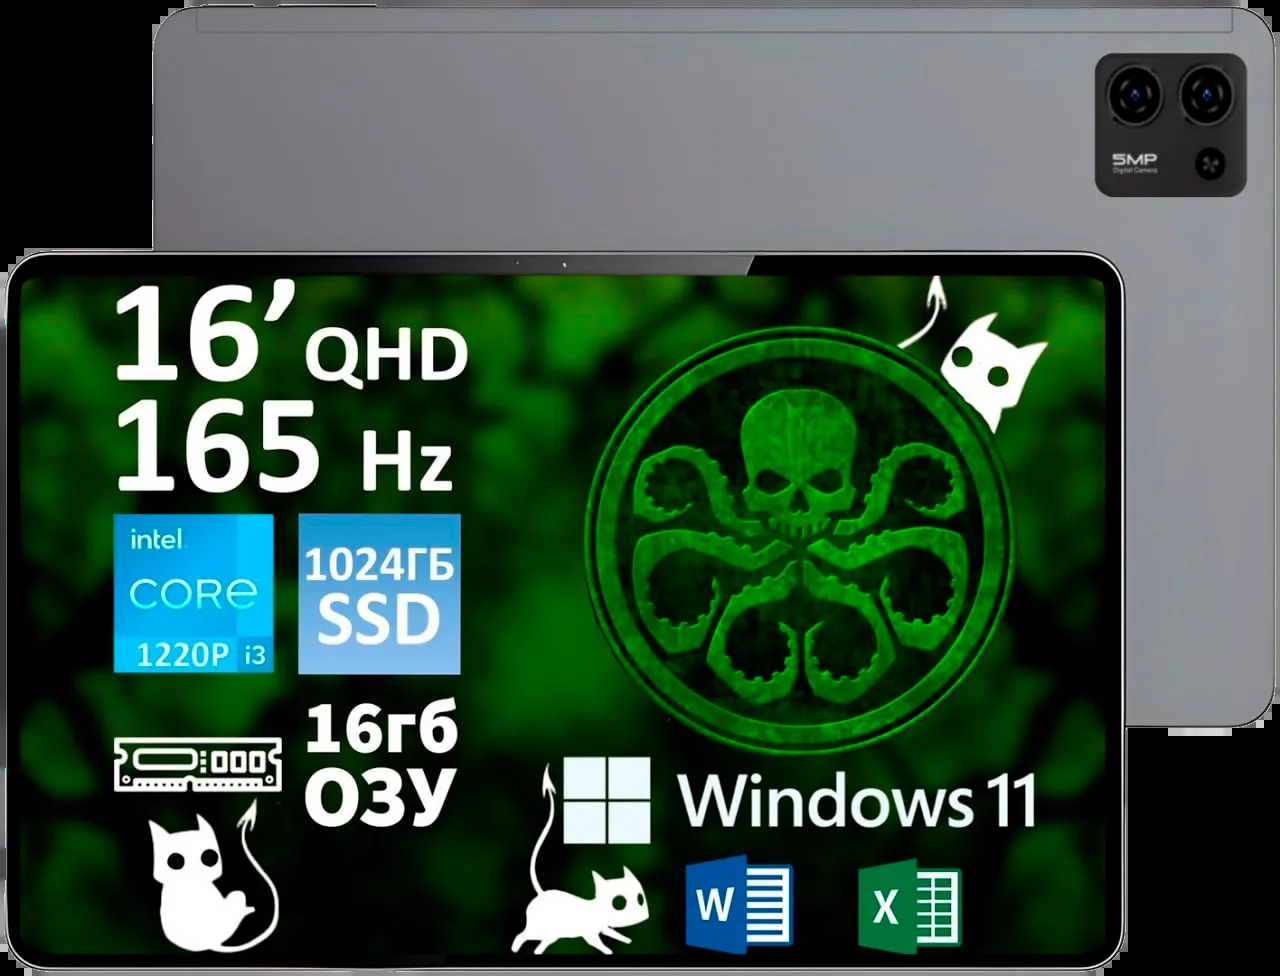 5MP
Digital Camera
16’ QHD
165 Hz
intel
CORE
1220P i3
1024ГБ
SSD
16гб
ОЗУ
Windows 11
W
X